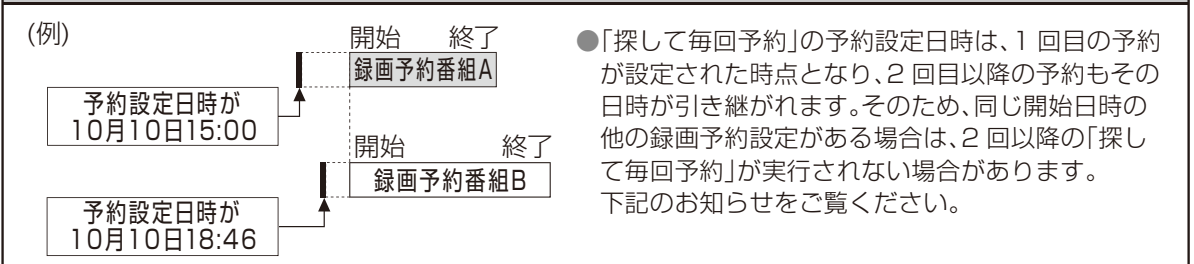 (例)
開始 終了
録画予約番組A
予約設定日時が
10月10日15:00
開始 終了
録画予約番組B
予約設定日時が
10月10日18:46
●「探して毎回予約」の予約設定日時は、1 回目の予約
が設定された時点となり、2 回目以降の予約もその
日時が引き継がれます。そのため、同じ開始日時の
他の録画予約設定がある場合は、2 回以降の「探し
て毎回予約」が実行されない場合があります。
下記のお知らせをご覧ください。